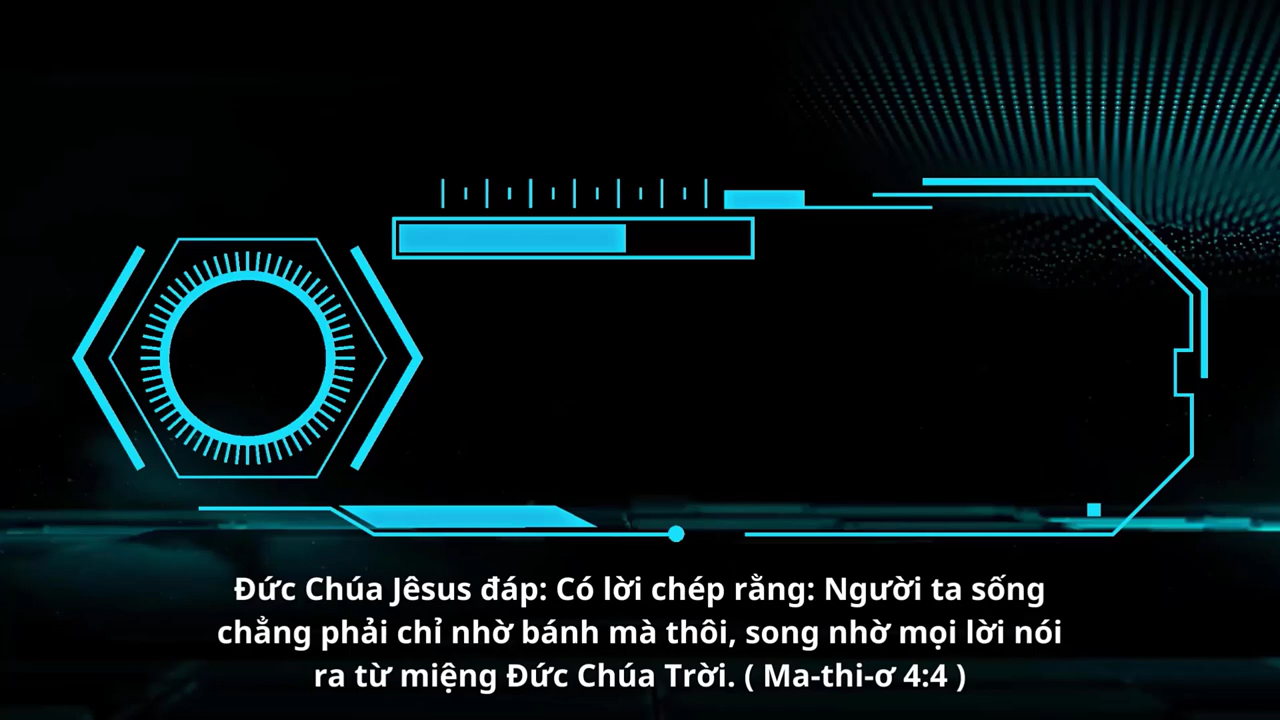 Đức Chúa Jêsus đáp: Có lời chép rằng: Người ta sống
chẳng phải chỉ nhờ bánh mà thôi, song nhờ mọi lời nói
ra từ miệng Đức Chúa Trời. ( Ma-thi-ơ 4:4 )